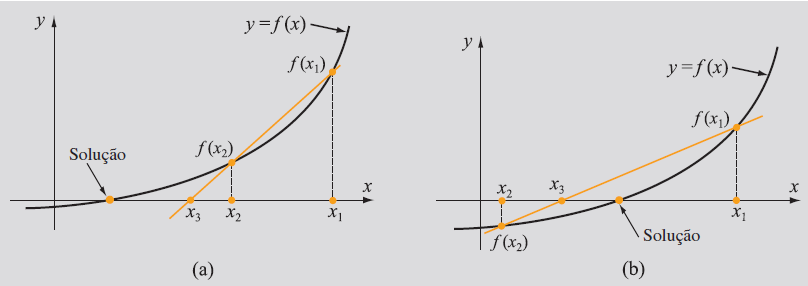 y
y=f(x)
f(x₁)
f(x₂)
Solução
x
x₃
x₂
x₁
(a)
y
y=f(x)
f(x₁)
x₂
x₃
x
x₁
f(x₂)
Solução
(b)